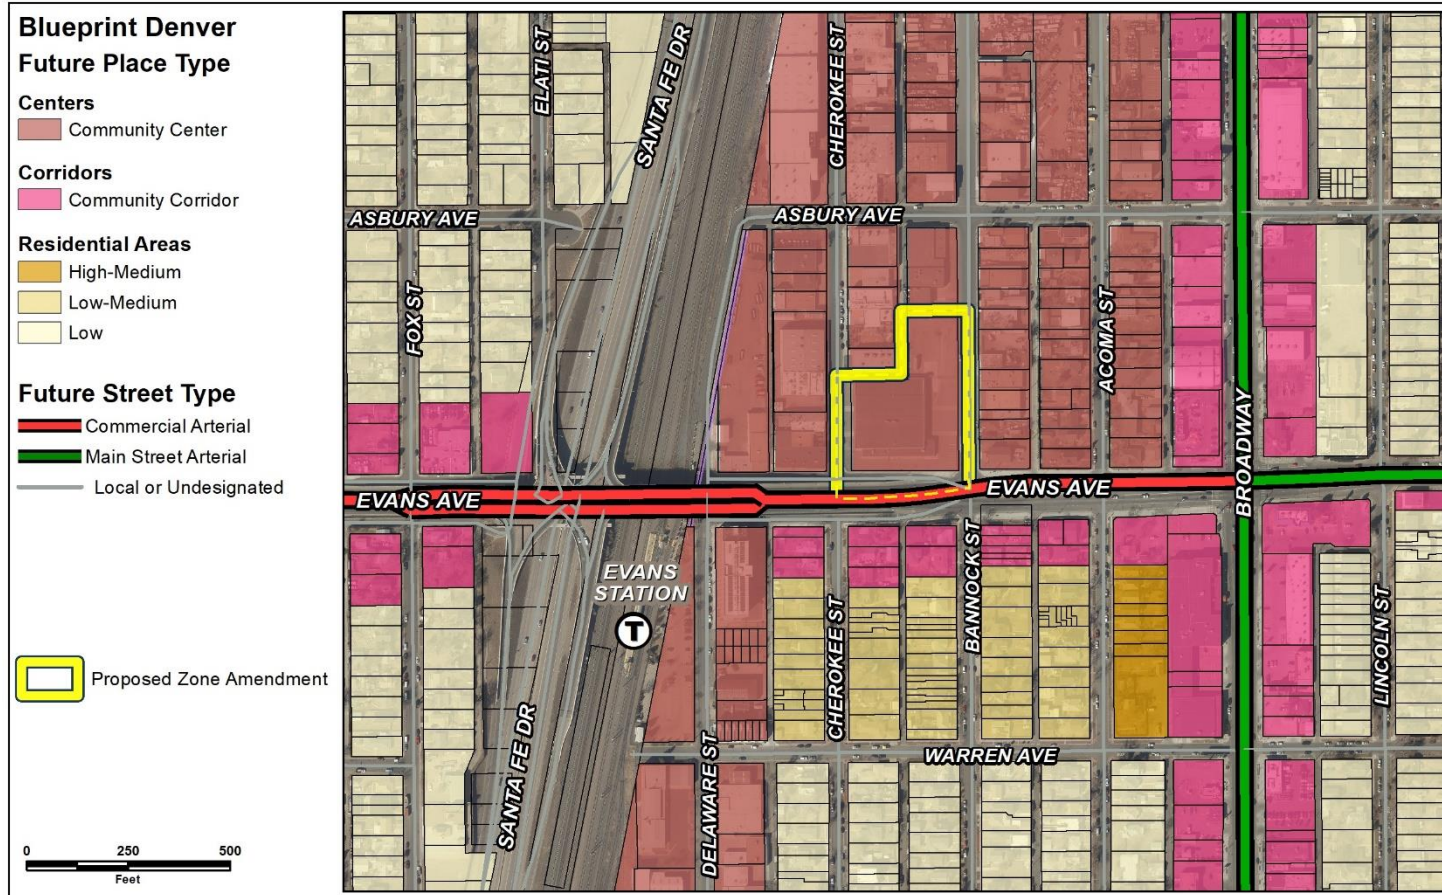 Blueprint Denver
Future Place Type
Centers
Community Center
Corridors
Community Corridor
Residential Areas
High-Medium
Low-Medium
Low
Future Street Type
Commercial Arterial
Main Street Arterial
Local or Undesignated
Proposed Zone Amendment
0 250 500
Feet
ELATI ST
SANTA FE DR
CHEROKEE ST
ASBURY AVE
ASBURY AVE
FOX ST
ACOMA ST
BROADWAY
EVANS AVE
EVANS AVE
EVANS
STATION
T
BANNOCK ST
CHEROKEE ST
LINCOLN ST
SANTA FE DR
DELAWARE ST
WARREN AVE